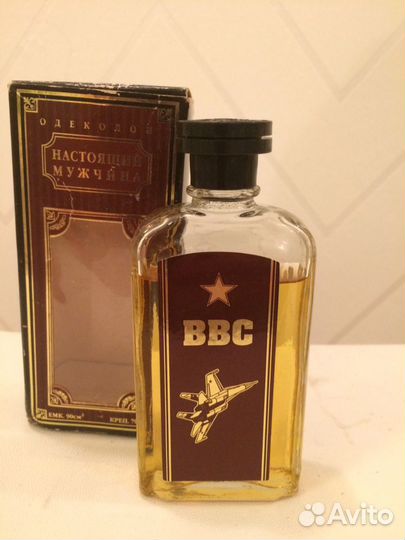 ОДЕКОЛОН
НАСТОЯЩИЙ
МУЖЧИНА
ВВС
ЕМК. 90см³
КРЕП.
Avito